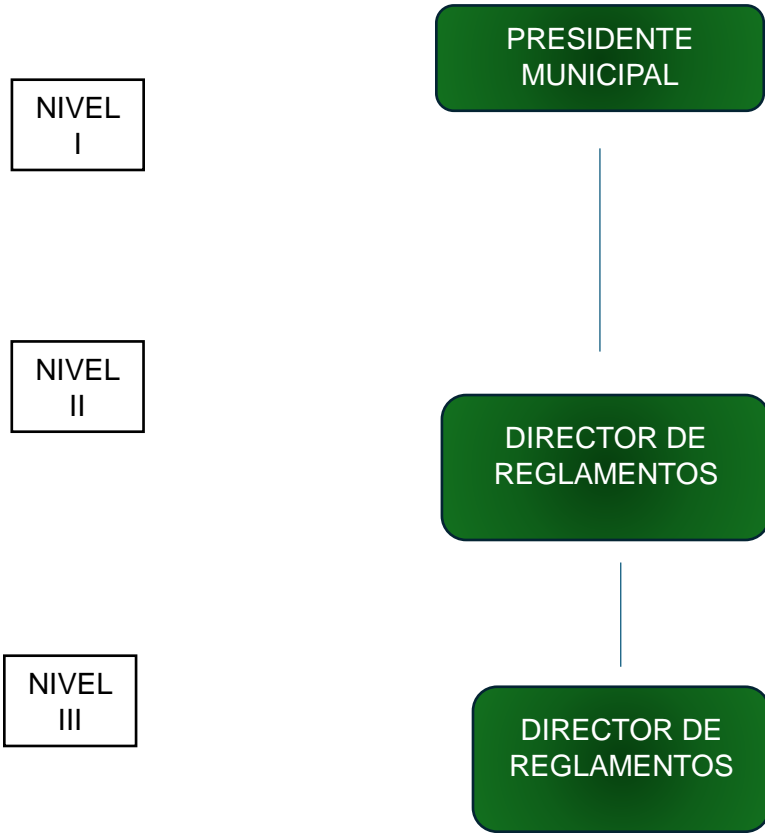 PRESIDENTE
MUNICIPAL
NIVEL
I
NIVEL
II
DIRECTOR DE
REGLAMENTOS
NIVEL
III
DIRECTOR DE
REGLAMENTOS